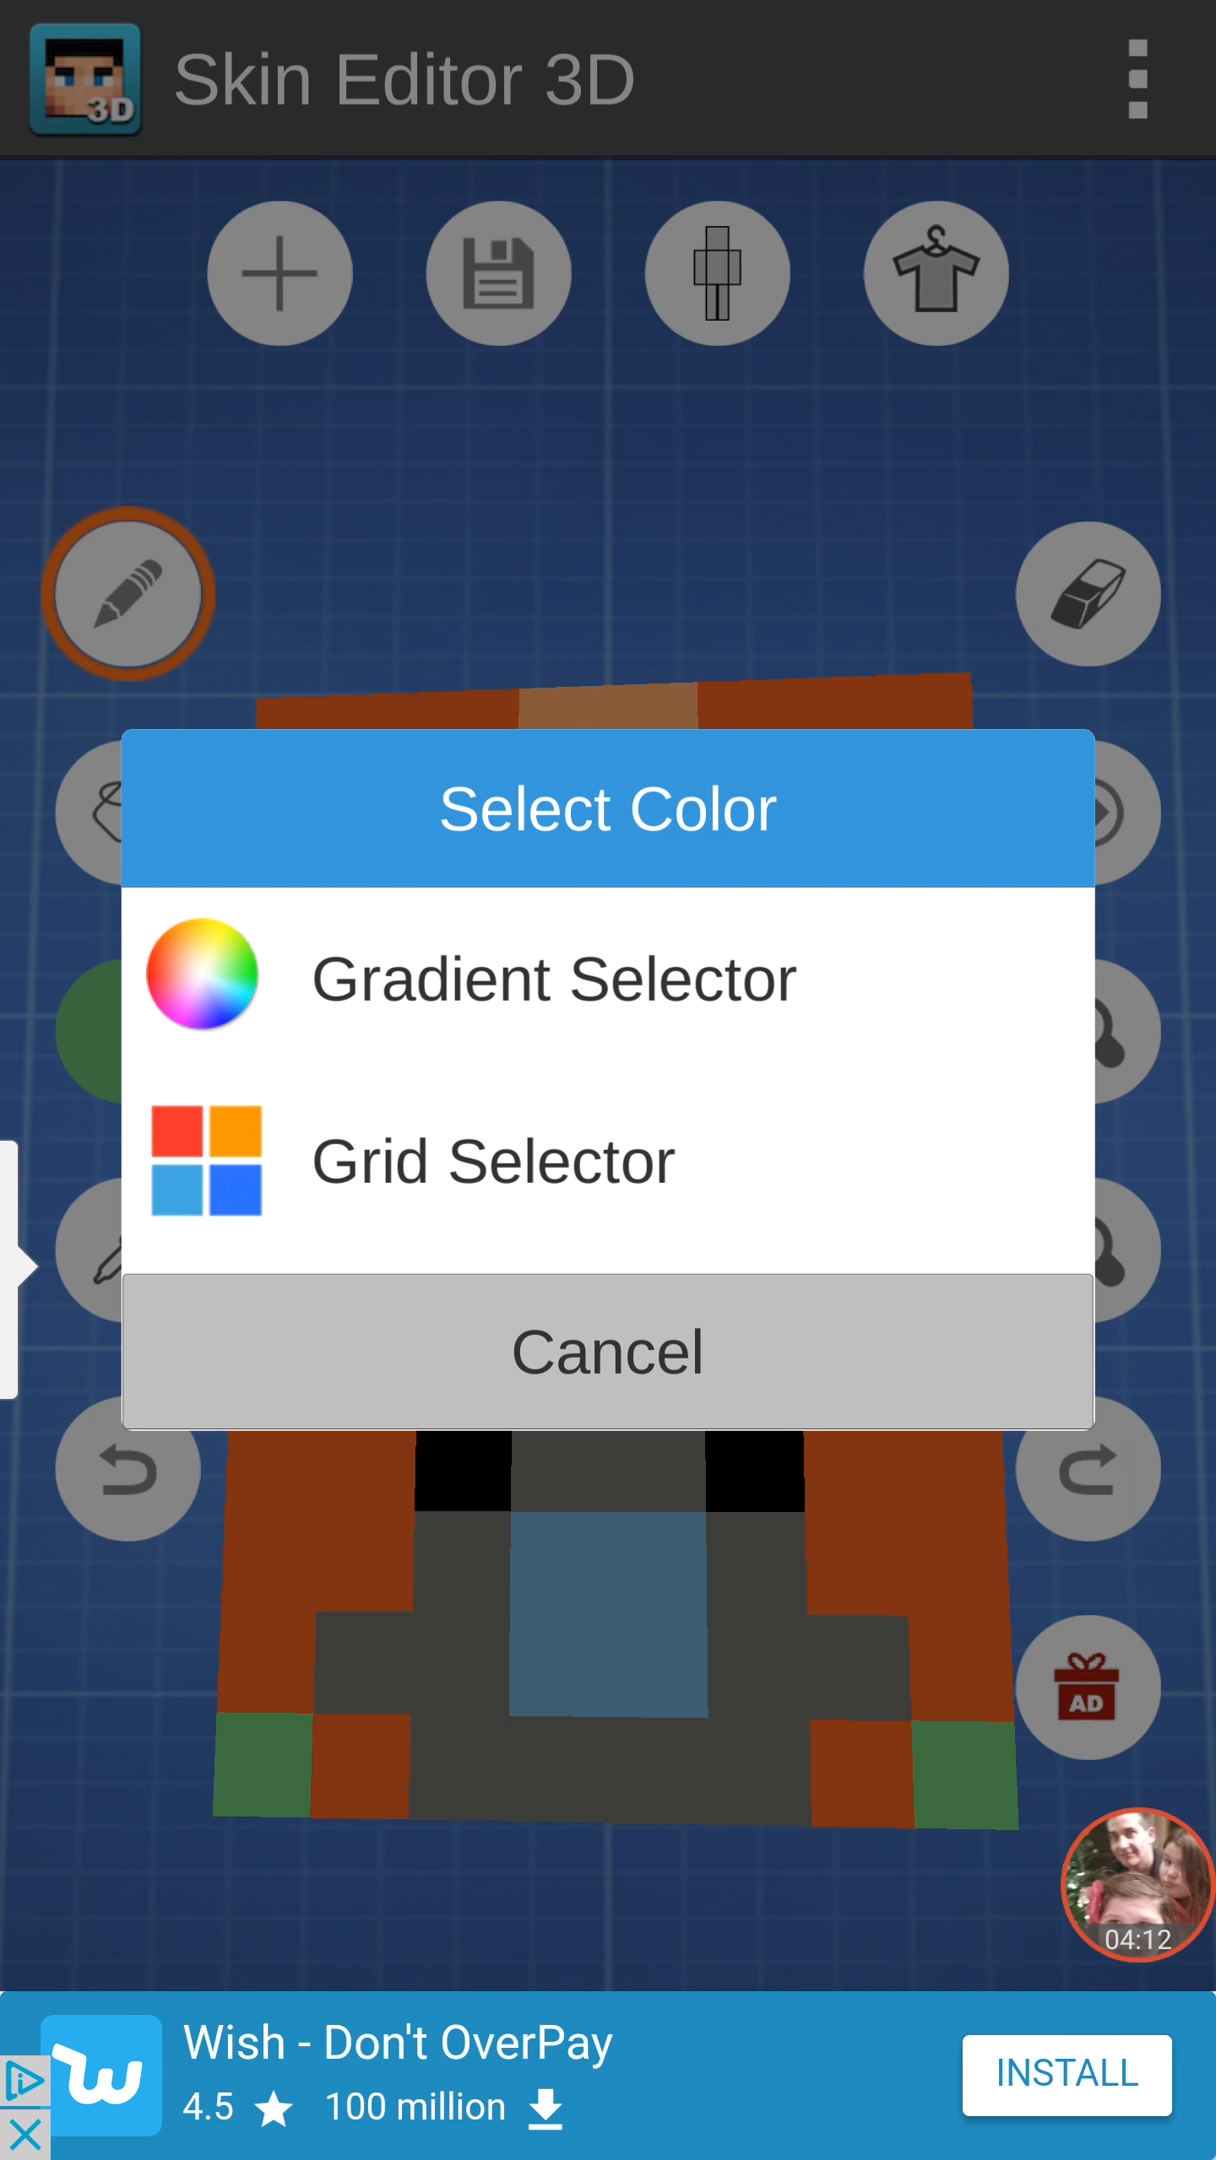 3D
Skin Editor 3D
Select Color
Gradient Selector
Grid Selector
Cancel
AD
04:12
Wish - Don't OverPay
4.5 100 million
INSTALL